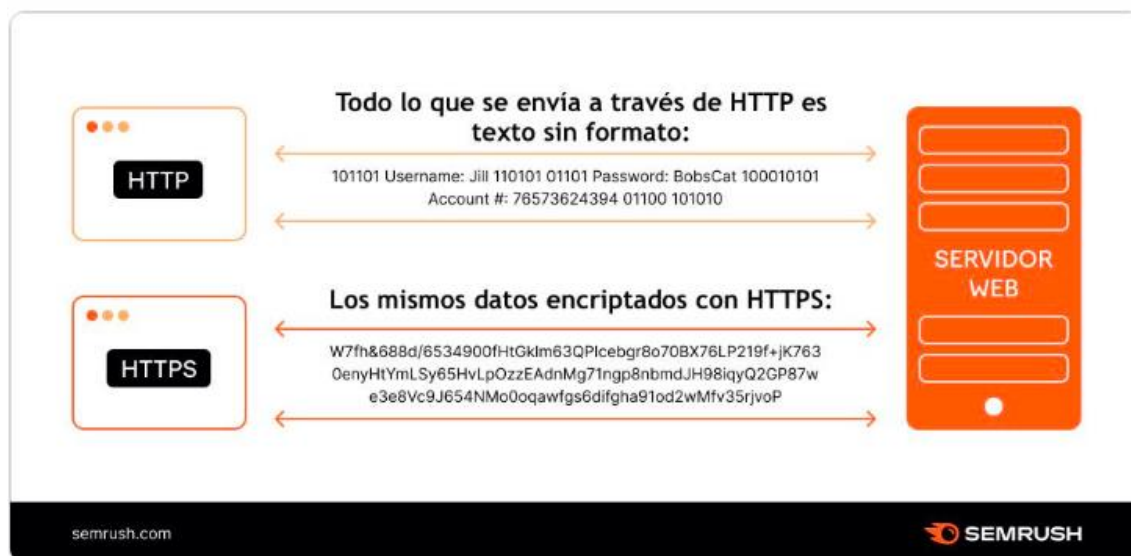 Todo lo que se envía a través de HTTP es
texto sin formato:
HTTP
101101 Username: Jill 110101 01101 Password: BobsCat 100010101
Account #: 76573624394 01100 101010
SERVIDOR
WEB
Los mismos datos encriptados con HTTPS:
HTTPS
W7fh&688d/6534900fHtGklm63QPlcebgr8o70BX76LP219f+jK763
0enyHtYmLSy65HvLpOzzEAdnMg71ngp8nbmdJH98iqyQ2GP87w
e3e8Vc9J654NMo0oqawfgs6difgha91od2wMfv35rjvoP
semrush.com
SEMRUSH